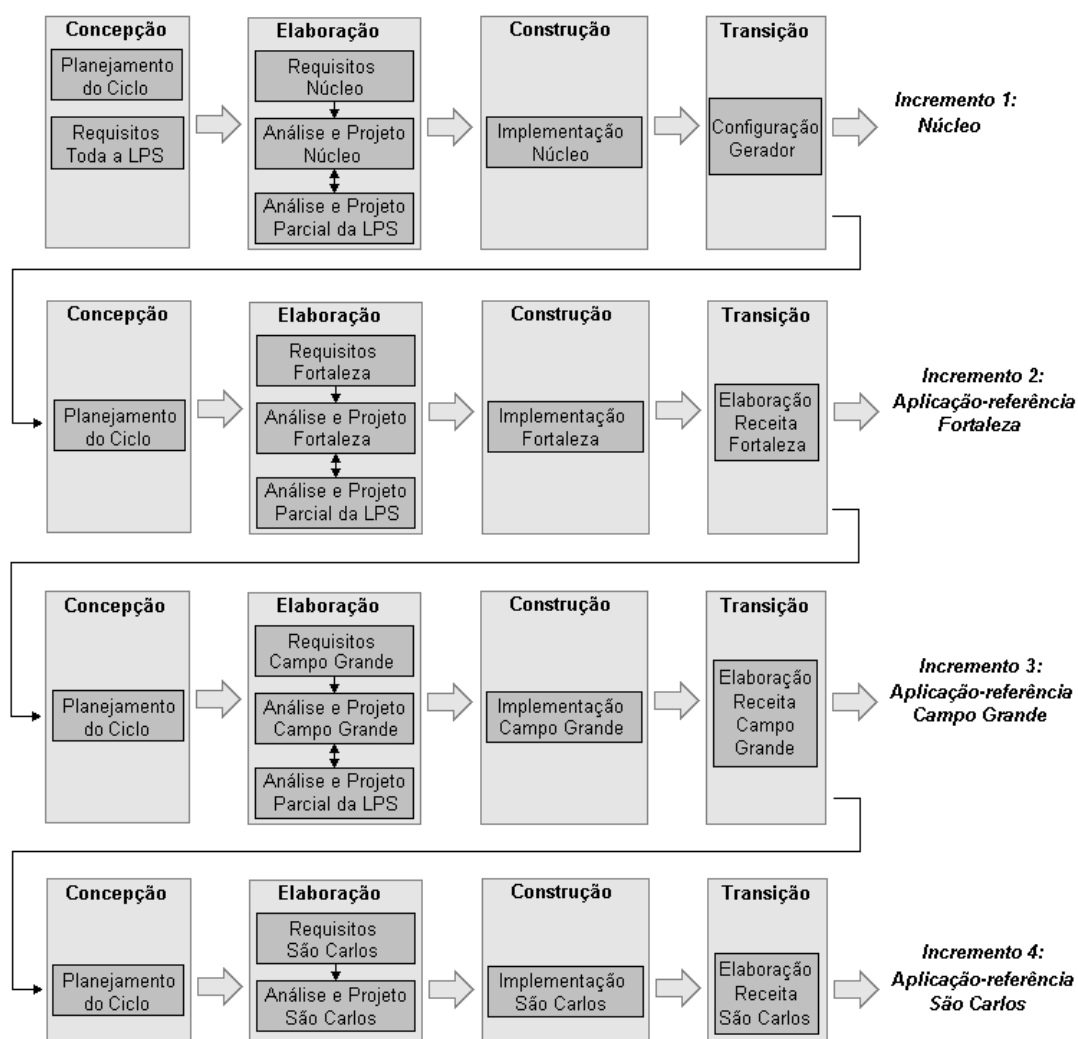 Concepção
Planejamento
do Ciclo
Requisitos
Toda a LPS
Elaboração
Requisitos
Núcleo
Análise e Projeto
Núcleo
Análise e Projeto
Parcial da LPS
Construção
Implementação
Núcleo
Transição
Configuração
Gerador
Incremento 1:
Núcleo
Concepção
Planejamento
do Ciclo
Elaboração
Requisitos
Fortaleza
Análise e Projeto
Fortaleza
Análise e Projeto
Parcial da LPS
Construção
Implementação
Fortaleza
Transição
Elaboração
Receita
Fortaleza
Incremento 2:
Aplicação-referência
Fortaleza
Concepção
Planejamento
do Ciclo
Elaboração
Requisitos
Campo Grande
Análise e Projeto
Campo Grande
Análise e Projeto
Parcial da LPS
Construção
Implementação
Campo Grande
Transição
Elaboração
Receita
Campo
Grande
Incremento 3:
Aplicação-referência
Campo Grande
Concepção
Planejamento
do Ciclo
Elaboração
Requisitos
São Carlos
Análise e Projeto
São Carlos
Construção
Implementação
São Carlos
Transição
Elaboração
Receita
São Carlos
Incremento 4:
Aplicação-referência
São Carlos